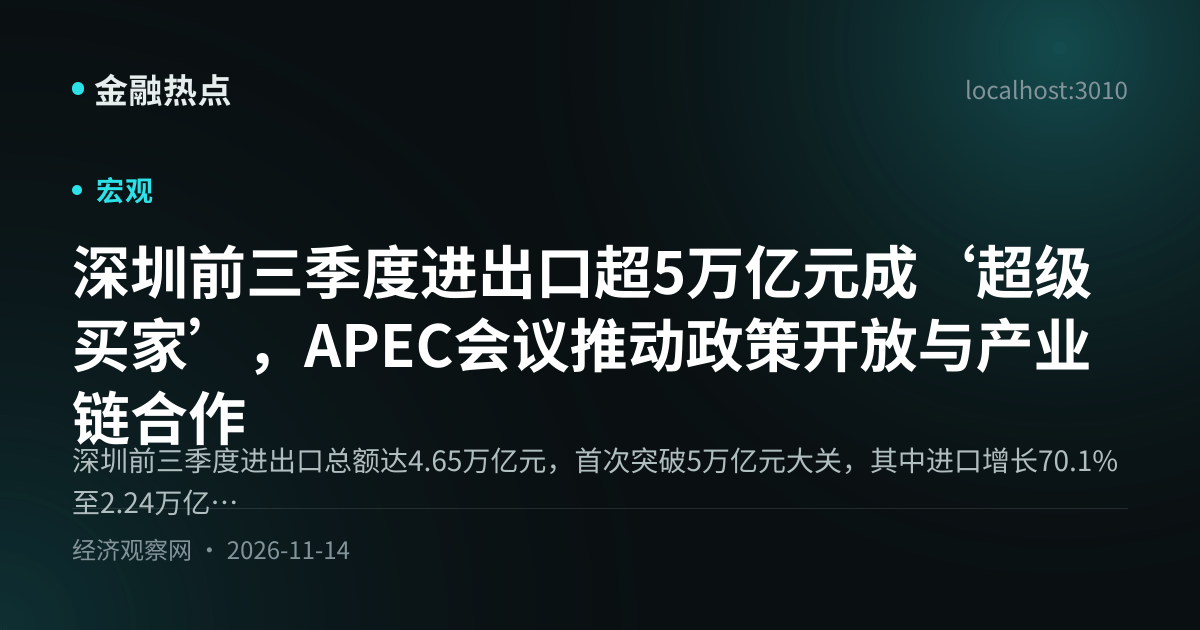 金融热点
localhost:3010
宏观
深圳前三季度进出口超5万亿元成‘超级
买家’，APEC会议推动政策开放与产业
链合作
深圳前三季度进出口总额达4.65万亿元，首次突破5万亿元大关，其中进口增长70.1%
至2.24万亿…
经济观察网 • 2026-11-14